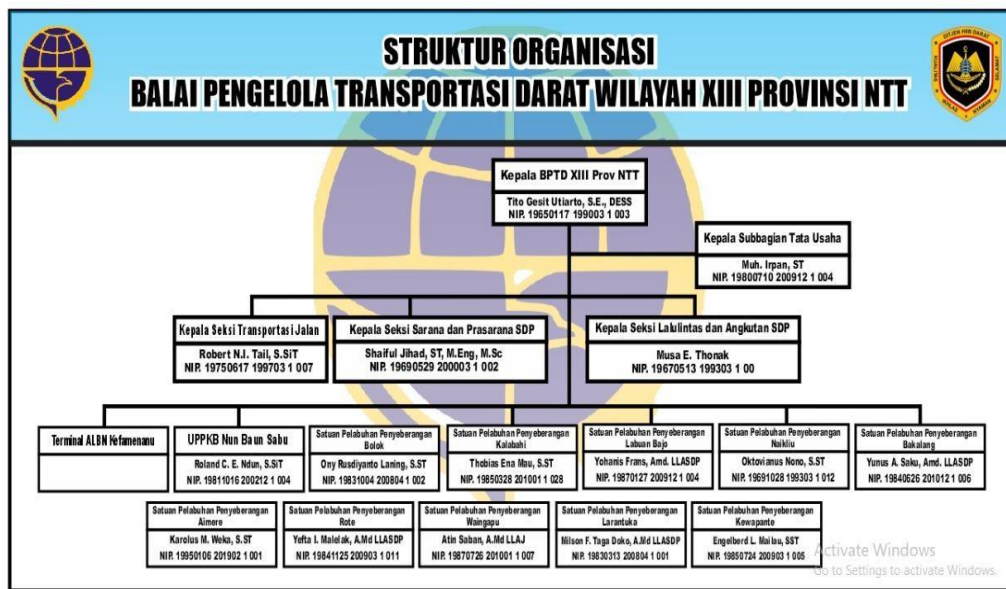 STRUKTUR ORGANISASI
BALAI PENGELOLA TRANSPORTASI DARAT WILAYAH XIII PROVINSI NTT
DITJEN HUB DARAT
Kepala BPTD XIII Prov NTT
Tito Gesit Utiarto, S.E., DESS
NIP. 19650117 199003 1 003
Kepala Subbagian Tata Usaha
Muh. Irpan, ST
NIP. 19800710 200912 1 004
Kepala Seksi Transportasi Jalan
Robert N.I. Tail, S.SiT
NIP. 19750617 199703 1 007
Kepala Seksi Sarana dan Prasarana SDP
Shaiful Jihad, ST, M.Eng, M.Sc
NIP. 19690529 200003 1 002
Kepala Seksi Lalulintas dan Angkutan SDP
Musa E. Thonak
NIP. 19670513 199303 1 00
Terminal ALBN Kefamenanu
UPPKB Nun Baun Sabu
Roland C. E. Ndun, S.SiT
NIP. 19811016 200212 1 004
Satuan Pelabuhan Penyeberangan
Bolok
Ony Rusdiyanto Laning, S.ST
NIP. 19831004 200804 1 002
Satuan Pelabuhan Penyeberangan
Kalabahi
Thobias Ena Mau, S.ST
NIP. 19850328 201001 1 028
Satuan Pelabuhan Penyeberangan
Labuan Bajo
Yohanis Frans, Amd. LLASDP
NIP. 19870127 200912 1 004
Satuan Pelabuhan Penyeberangan
Naikliu
Oktovianus Nono, S.ST
NIP. 19691028 199303 1 012
Satuan Pelabuhan Penyeberangan
Bakalang
Yunus A. Saku, Amd. LLASDP
NIP. 19840626 201012 1 006
Satuan Pelabuhan Penyeberangan
Aimere
Karolus M. Weka, S.ST
NIP. 19950106 201902 1 001
Satuan Pelabuhan Penyeberangan
Rote
Yefta I. Malelak, A.Md LLASDP
NIP. 19841125 200903 1 011
Satuan Pelabuhan Penyeberangan
Waingapu
Atin Saban, A.Md LLAJ
NIP. 19870726 201001 1 007
Satuan Pelabuhan Penyeberangan
Larantuka
Milson F. Taga Doko, A.Md LLASDP
NIP. 19830313 200804 1 001
Satuan Pelabuhan Penyeberangan
Kewapante
Engelberd L. Mailau, SST
NIP. 19850724 200903 1 005
Activate Windows
Go to Settings to activate Windows.